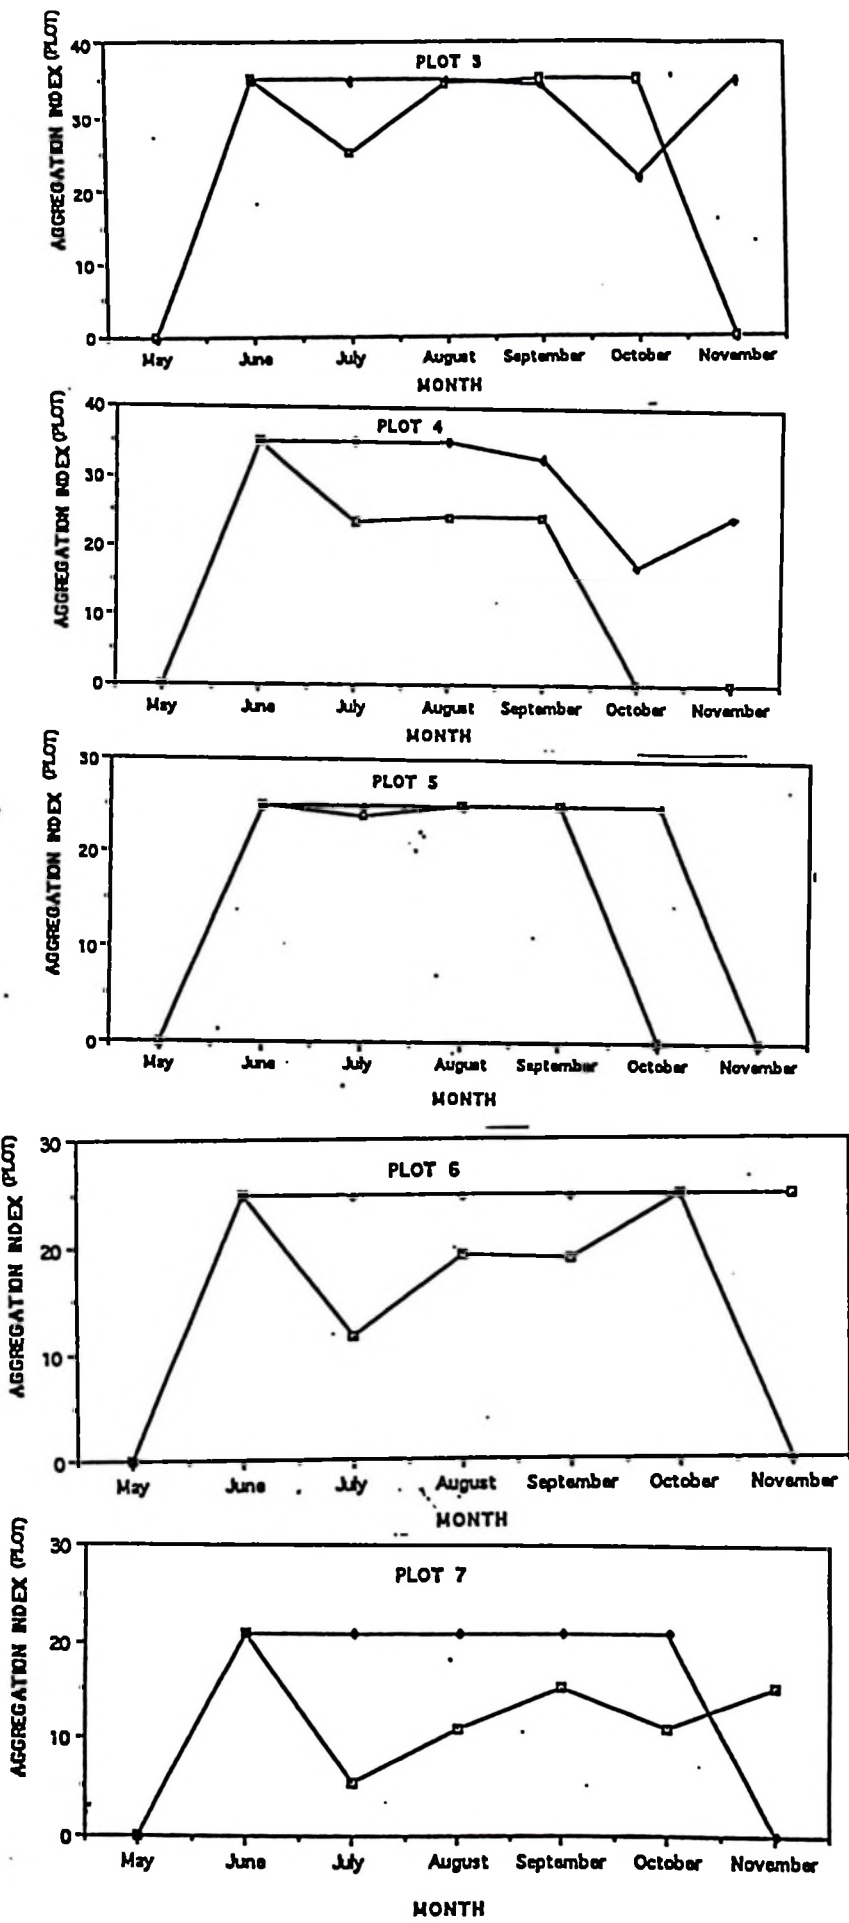 AGGREGATION INDEX (PLOT)
40
30
20
10
0
PLOT 3
May June July August September October November
MONTH
AGGREGATION INDEX (PLOT)
40
30
20
10
0
PLOT 4
May June July August September October November
MONTH
AGGREGATION INDEX (PLOT)
30
20
10
0
PLOT 5
May June July August September October November
MONTH
AGGREGATION INDEX (PLOT)
30
20
10
0
PLOT 6
May June July August September October November
MONTH
AGGREGATION INDEX (PLOT)
30
20
10
0
PLOT 7
May June July August September October November
MONTH